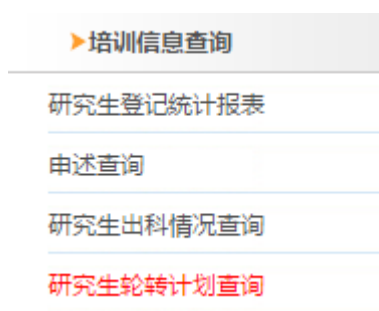 ➤培训信息查询
研究生登记统计报表
申述查询
研究生出科情况查询
研究生轮转计划查询